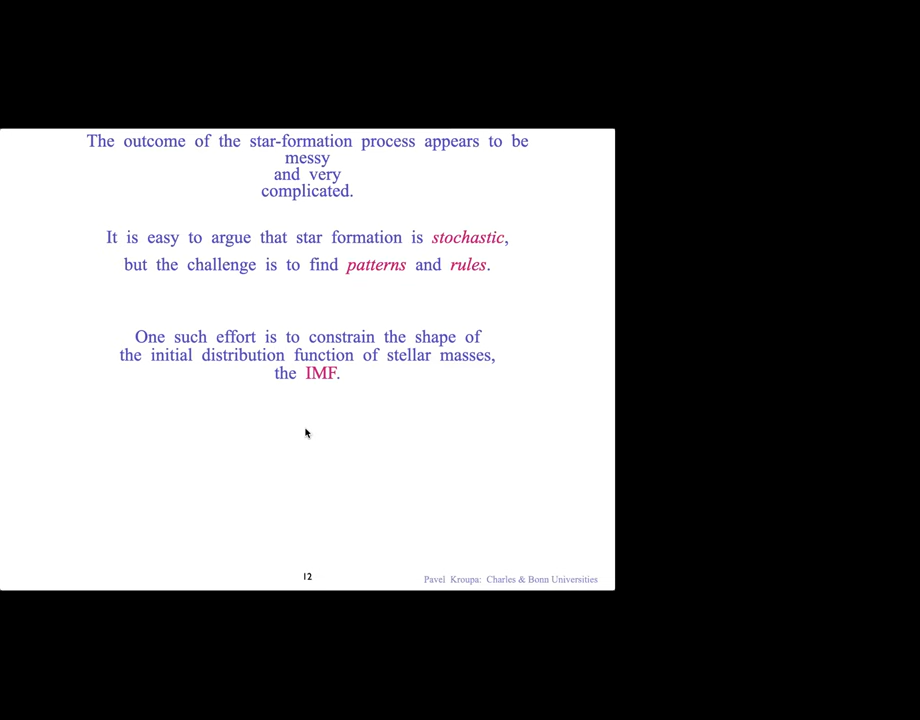 The outcome of the star-formation process appears to be
messy
and very
complicated.
It is easy to argue that star formation is stochastic,
but the challenge is to find patterns and rules.
One such effort is to constrain the shape of
the initial distribution function of stellar masses,
the IMF.
12
Pavel Kroupa: Charles & Bonn Universities